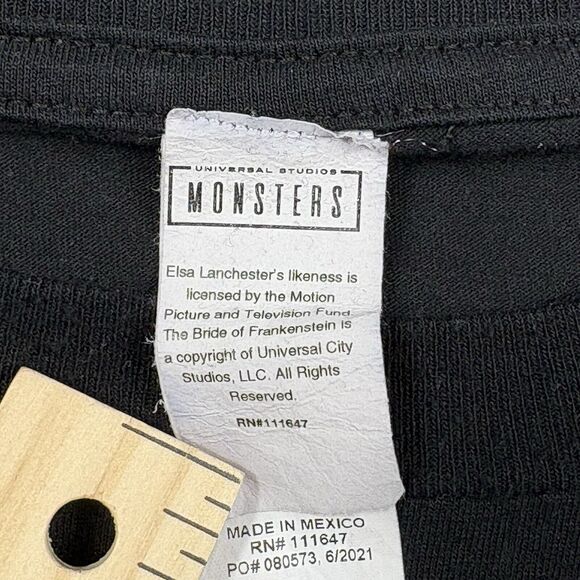 UNIVERSAL STUDIOS
MONSTERS
Elsa Lanchester's likeness is
licensed by the Motion
Picture and Television Fund.
The Bride of Frankenstein is
a copyright of Universal City
Studios, LLC. All Rights
Reserved.
RN#111647
MADE IN MEXICO
RN# 111647
PO# 080573, 6/2021